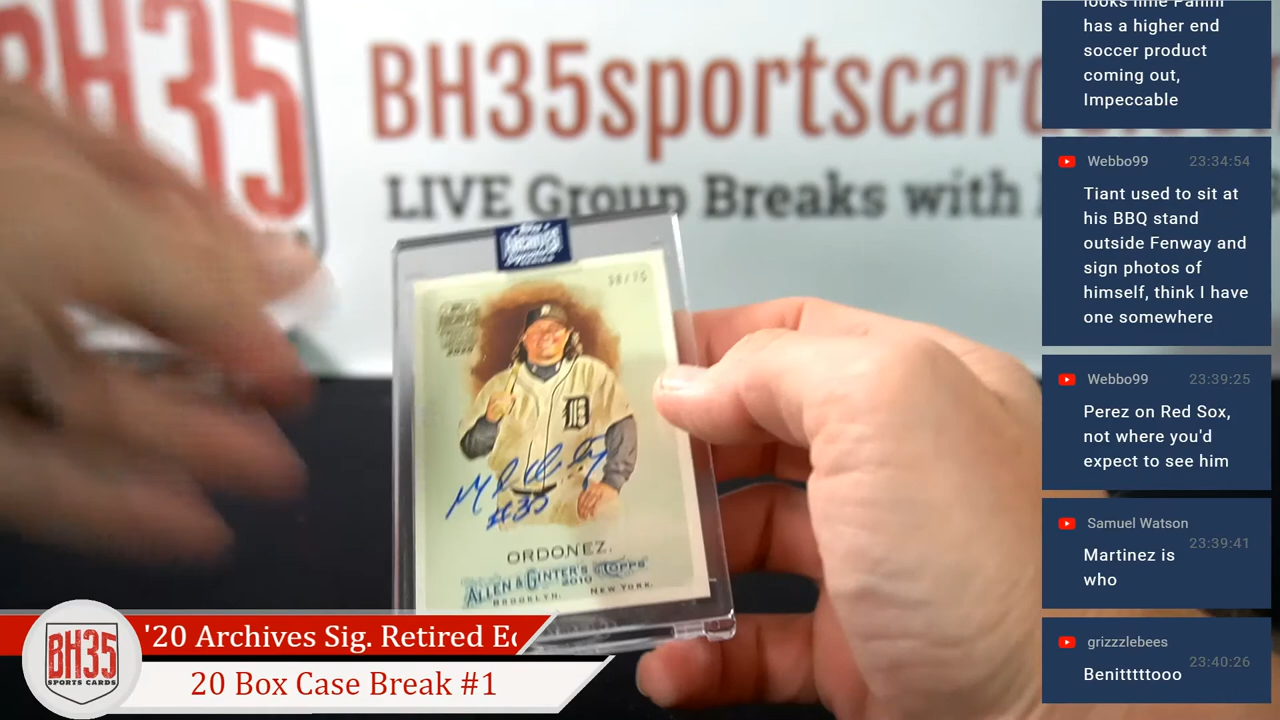 BH35
BH35sportscard
LIVE Group Breaks with
ORDONEZ.
ALLEN & GINTER'S TOPPS
2010
BROOKLYN. NEW YORK.
#30
BH35
SPORTS CARDS
'20 Archives Sig. Retired Ed
20 Box Case Break #1
looks like Panini
has a higher end
soccer product
coming out,
Impeccable
Webbo99 23:34:54
Tiant used to sit at
his BBQ stand
outside Fenway and
sign photos of
himself, think I have
one somewhere
Webbo99 23:39:25
Perez on Red Sox,
not where you'd
expect to see him
Samuel Watson 23:39:41
Martinez is
who
grizzzlebees 23:40:26
Benitttttooo